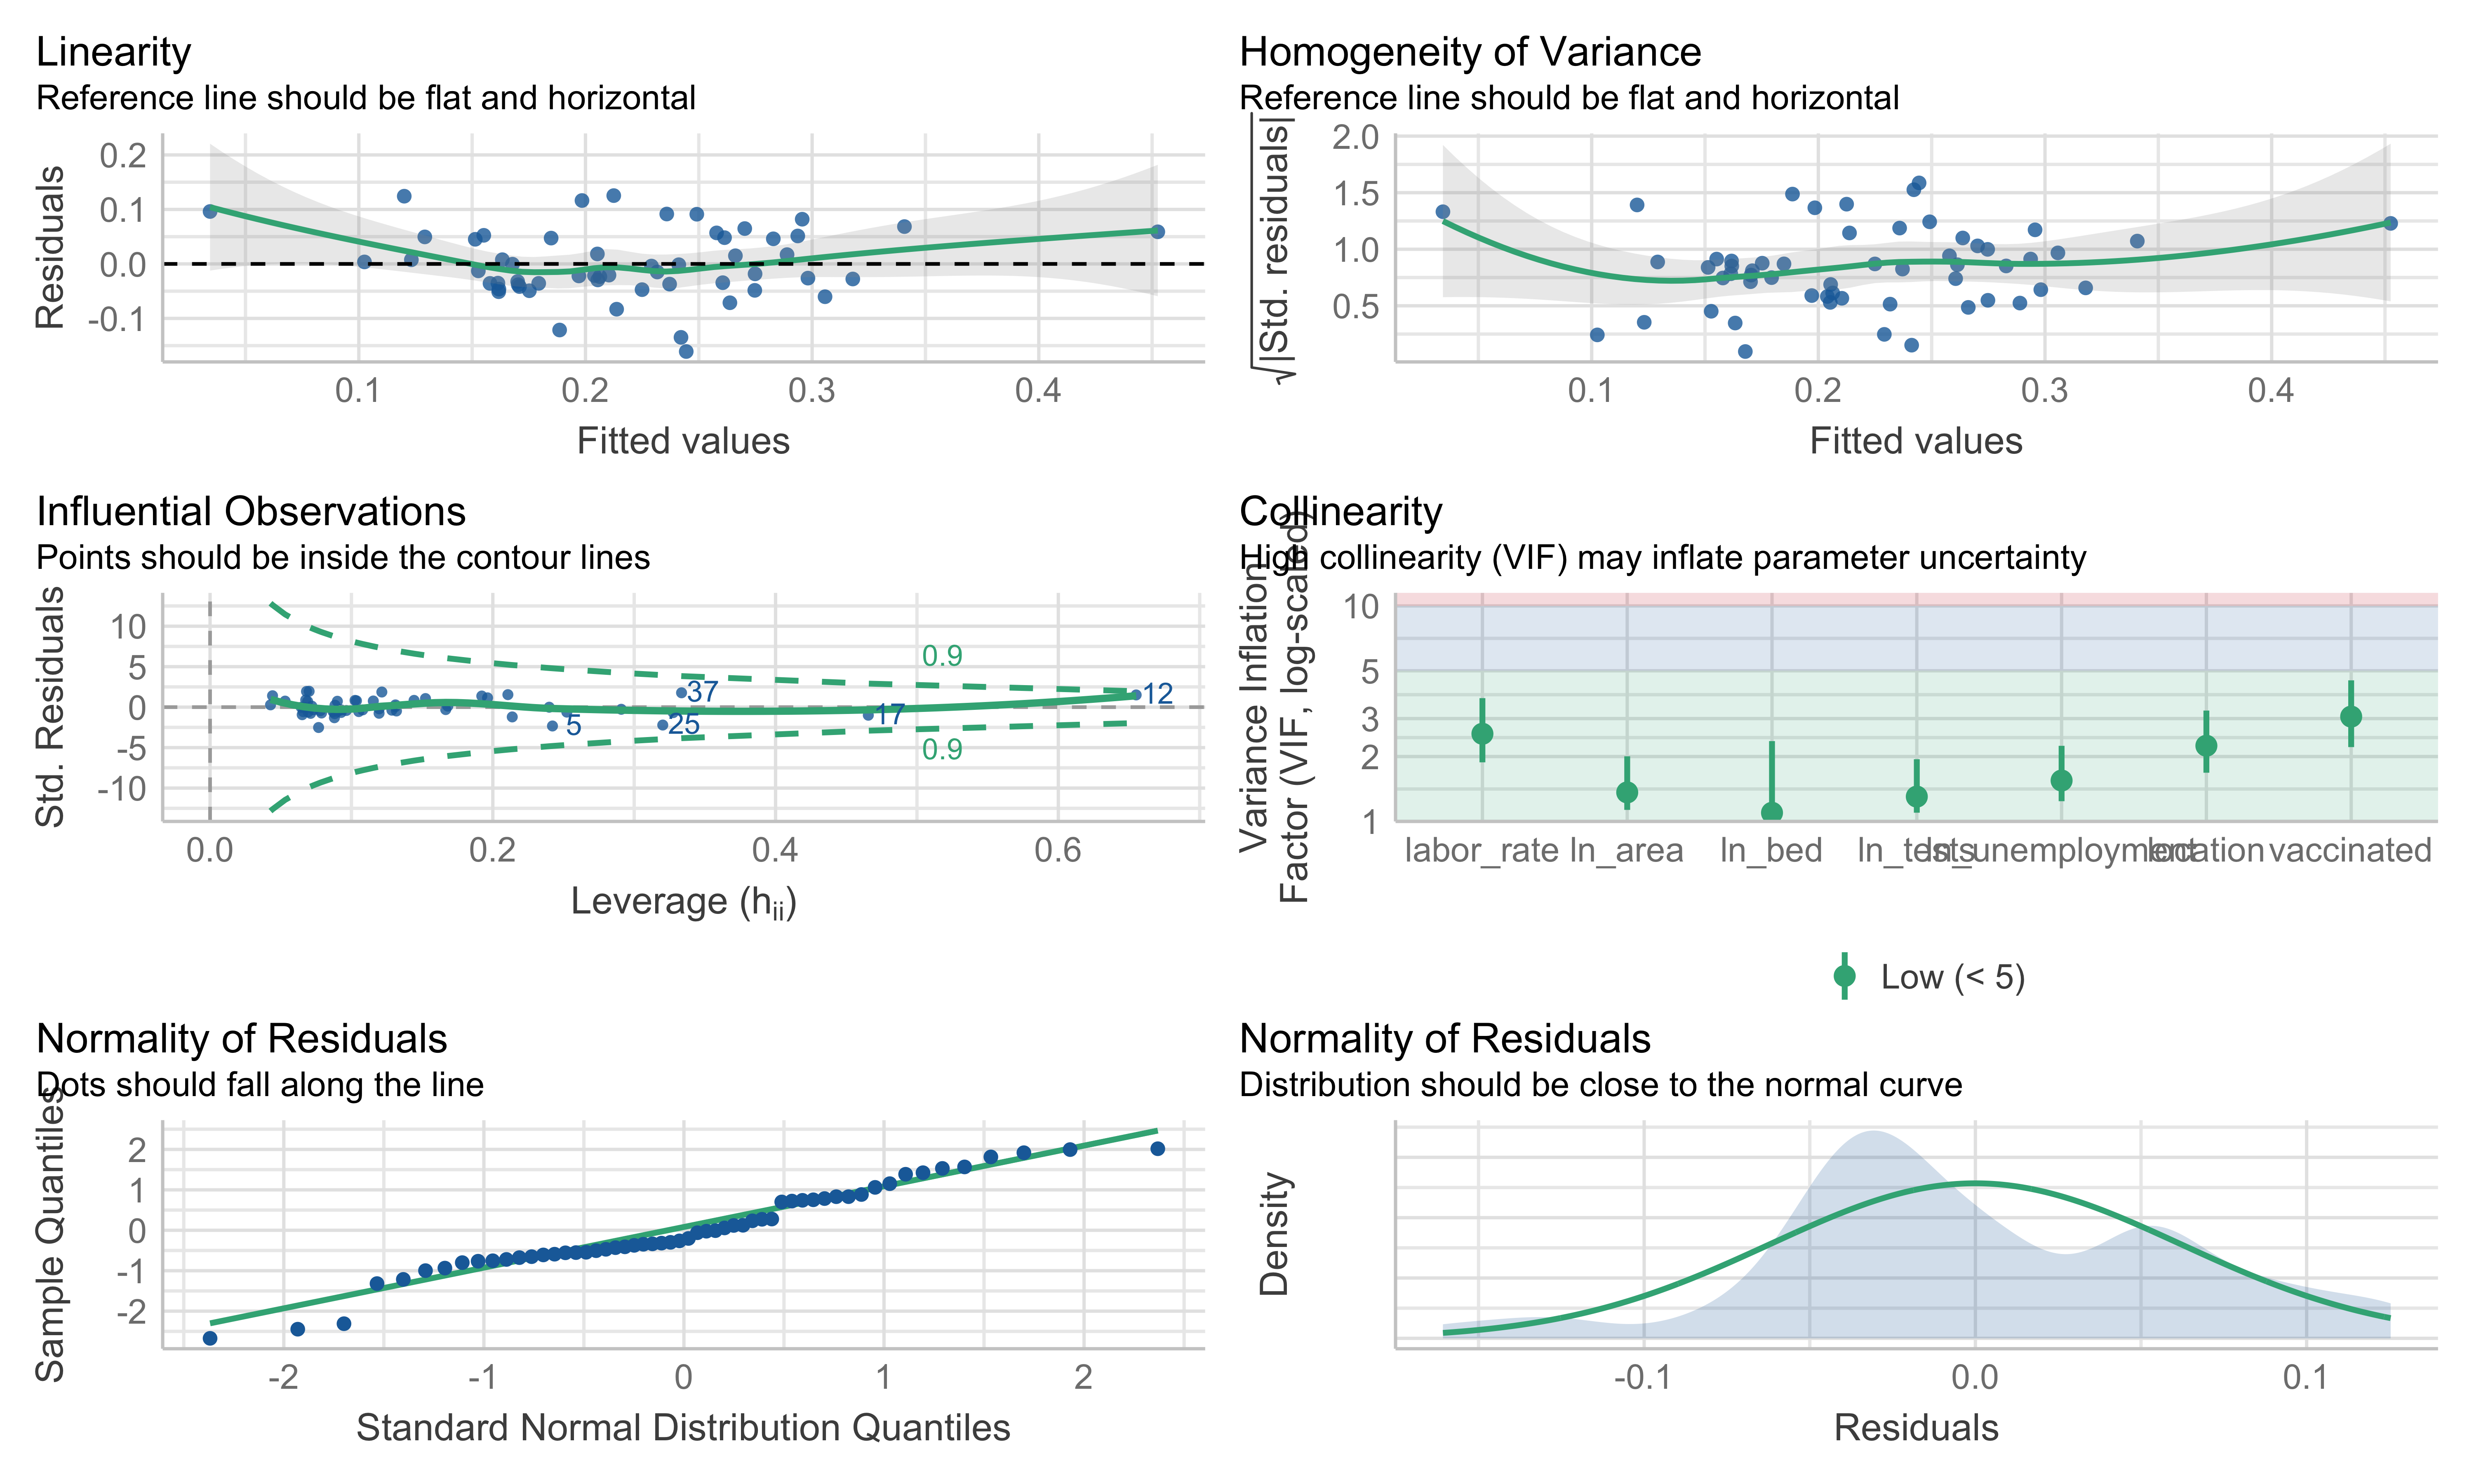 Linearity
Reference line should be flat and horizontal
Residuals
0.2
0.1
0.0
-0.1
0.1 0.2 0.3 0.4
Fitted values
Homogeneity of Variance
Reference line should be flat and horizontal
√|Std. residuals|
2.0
1.5
1.0
0.5
0.1 0.2 0.3 0.4
Fitted values
Influential Observations
Points should be inside the contour lines
Std. Residuals
10
5
0
-5
-10
0.9
37
12
17
5
25
0.9
0.0 0.2 0.4 0.6
Leverage (hii)
Collinearity
High collinearity (VIF) may inflate parameter uncertainty
Variance Inflation
Factor (VIF, log-scaled)
10
5
3
2
1
labor_rate ln_area ln_bed ln_tests ln_unemployment location vaccinated
Low (< 5)
Normality of Residuals
Dots should fall along the line
Sample Quantiles
2
1
0
-1
-2
-2 -1 0 1 2
Standard Normal Distribution Quantiles
Normality of Residuals
Distribution should be close to the normal curve
Density
-0.1 0.0 0.1
Residuals